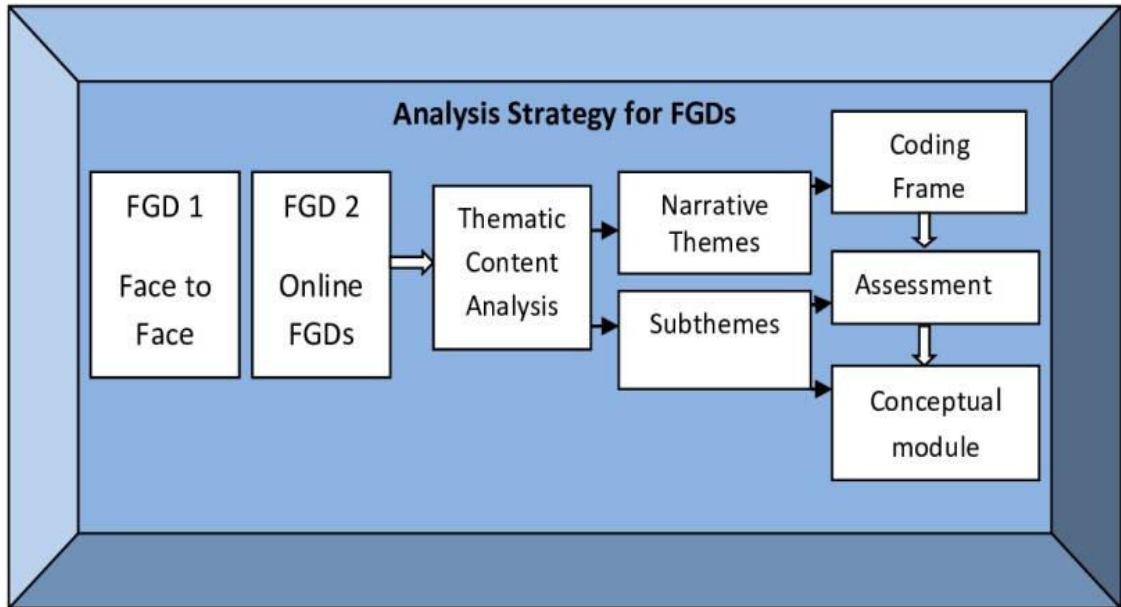 Analysis Strategy for FGDs
FGD 1
Face to
Face
FGD 2
Online
FGDs
Thematic
Content
Analysis
Narrative
Themes
Subthemes
Coding
Frame
Assessment
Conceptual
module